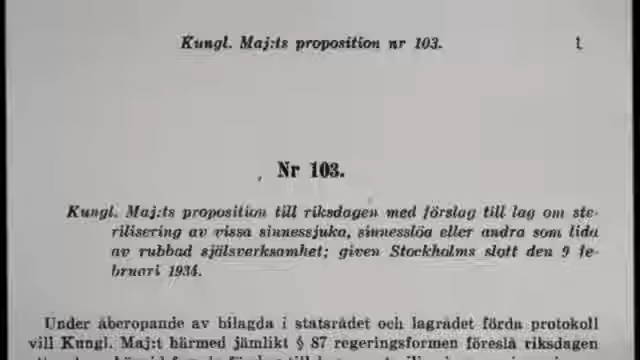 Kungl. Maj:ts proposition nr 103. 1
Nr 103.
Kungl. Maj:ts proposition till riksdagen med förslag till lag om ste-
rilisering av vissa sinnessjuka, sinnesslöa eller andra som lida
av rubbad själsverksamhet; given Stockholms slott den 9 fe-
bruari 1934.
Under åberopande av bilagda i statsrådet och lagrådet förda protokoll
vill Kungl. Maj:t härmed jämlikt § 87 regeringsformen föreslå riksdagen